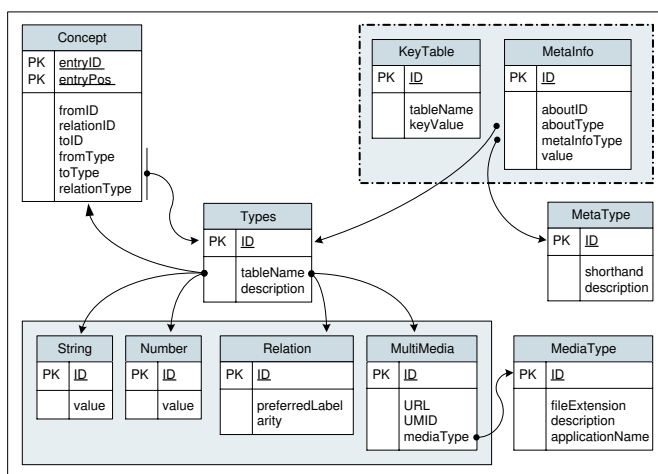 Concept
PK entryID
PK entryPos
fromID
relationID
toID
fromType
toType
relationType
KeyTable
PK ID
tableName
keyValue
MetaInfo
PK ID
aboutID
aboutType
metaInfoType
value
Types
PK ID
tableName
description
MetaType
PK ID
shorthand
description
String
PK ID
value
Number
PK ID
value
Relation
PK ID
preferredLabel
arity
MultiMedia
PK ID
URL
UMID
mediaType
MediaType
PK ID
fileExtension
description
applicationName